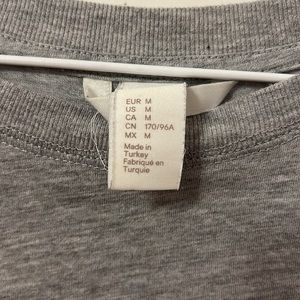 EUR M
US M
CA M
CN 170/96A
MX M
Made in
Turkey
Fabriqué en
Turquie